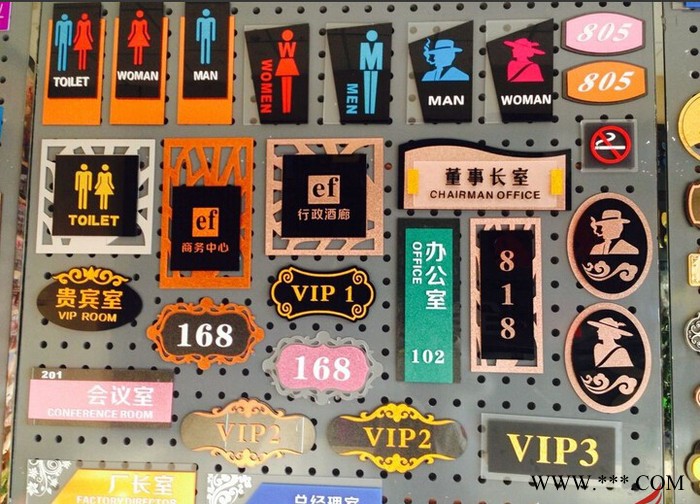 TOILET
WOMAN
MAN
WOMEN
MEN
MAN
WOMAN
805
805
TOILET
ef
商务中心
ef
行政酒廊
董事长室
CHAIRMAN OFFICE
贵宾室
VIP ROOM
VIP 1
办公室
OFFICE
102
818
168
168
201
会议室
CONFERENCE ROOM
VIP2
VIP2
VIP3
厂长室
FACTORY DIRECTOR
总经理室
WWW.***.COM